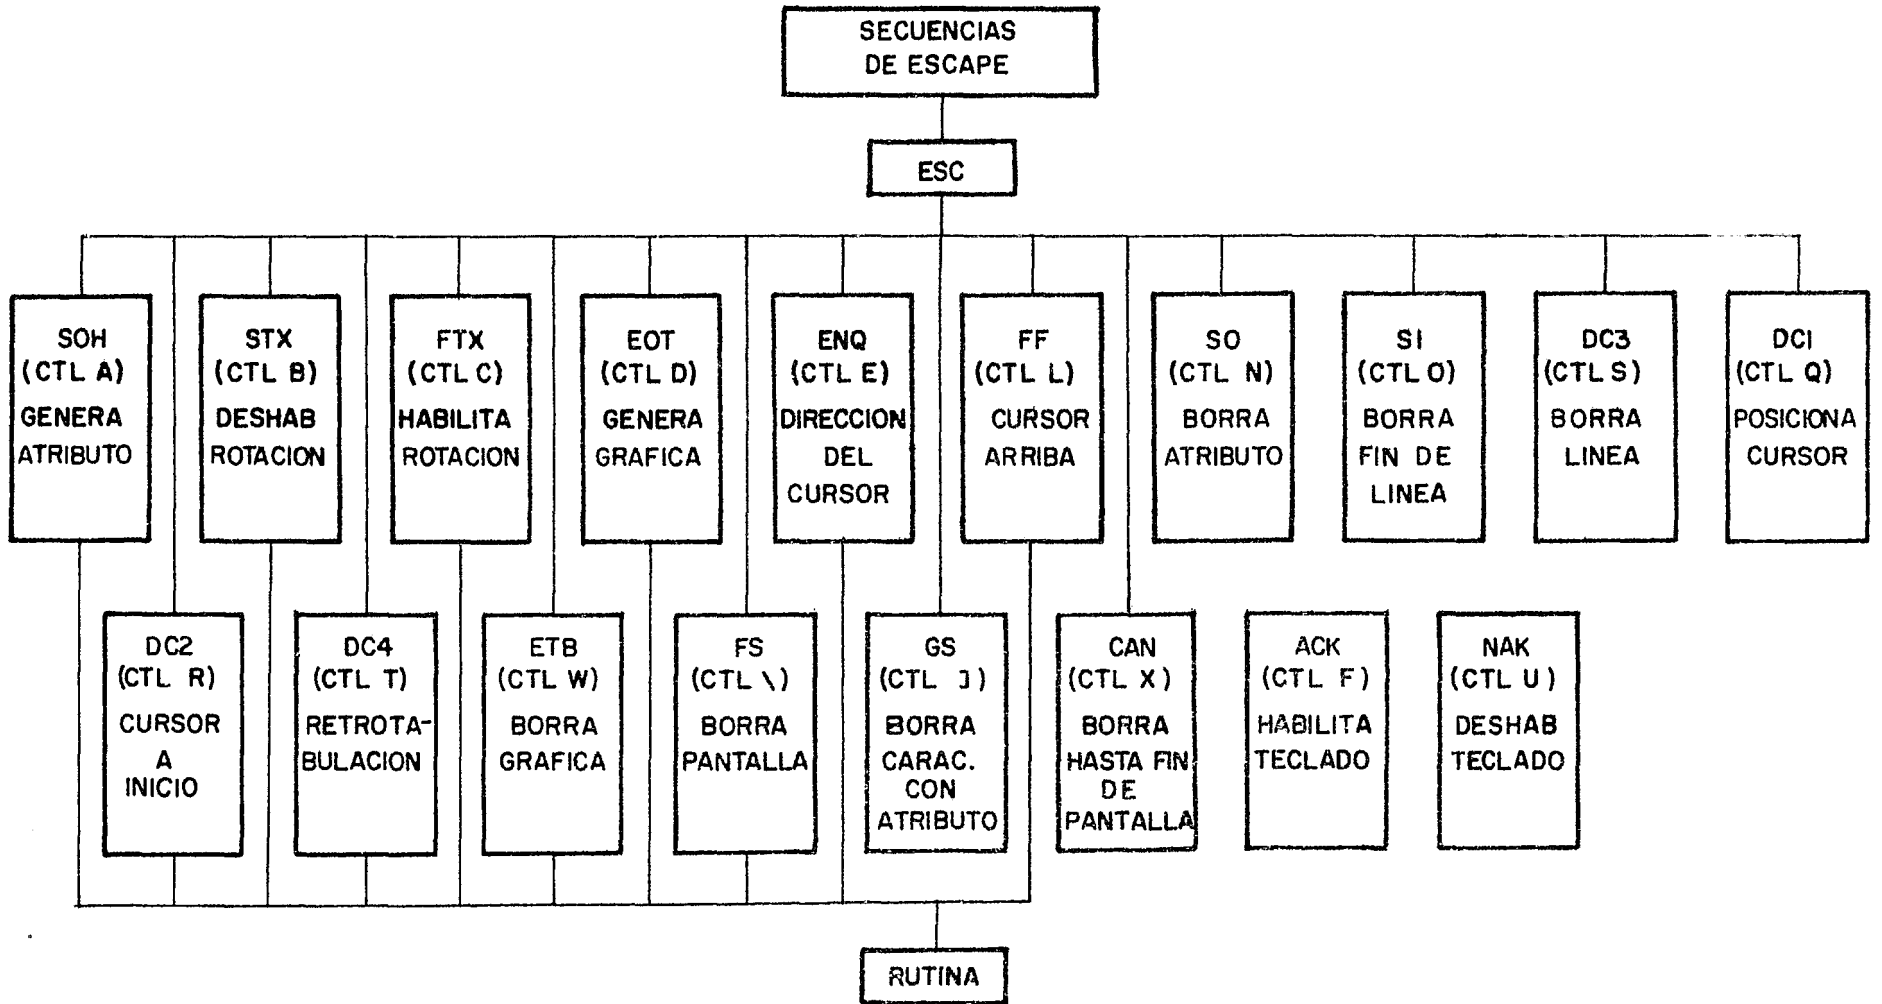 SECUENCIAS
DE ESCAPE
ESC
SOH
(CTL A)
GENERA
ATRIBUTO
STX
(CTL B)
DESHAB
ROTACION
FTX
(CTL C)
HABILITA
ROTACION
EOT
(CTL D)
GENERA
GRAFICA
ENQ
(CTL E)
DIRECCION
DEL
CURSOR
FF
(CTL L)
CURSOR
ARRIBA
SO
(CTL N)
BORRA
ATRIBUTO
SI
(CTL O)
BORRA
FIN DE
LINEA
DC3
(CTL S)
BORRA
LINEA
DC1
(CTL Q)
POSICIONA
CURSOR
DC2
(CTL R)
CURSOR
A
INICIO
DC4
(CTL T)
RETROTA-
BULACION
ETB
(CTL W)
BORRA
GRAFICA
FS
(CTL \)
BORRA
PANTALLA
GS
(CTL ])
BORRA
CARAC.
CON
ATRIBUTO
CAN
(CTL X)
BORRA
HASTA FIN
DE
PANTALLA
ACK
(CTL F)
HABILITA
TECLADO
NAK
(CTL U)
DESHAB
TECLADO
RUTINA